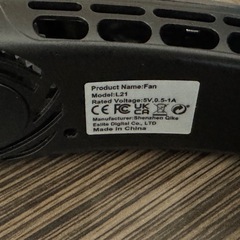 Product Name:Fan
Model:L21
Rated Voltage:5V,0.5-1A
CE FC UK CA
Manufacturer:Shenzhen Qike
Exilte Digital Co., LTD
Made In China